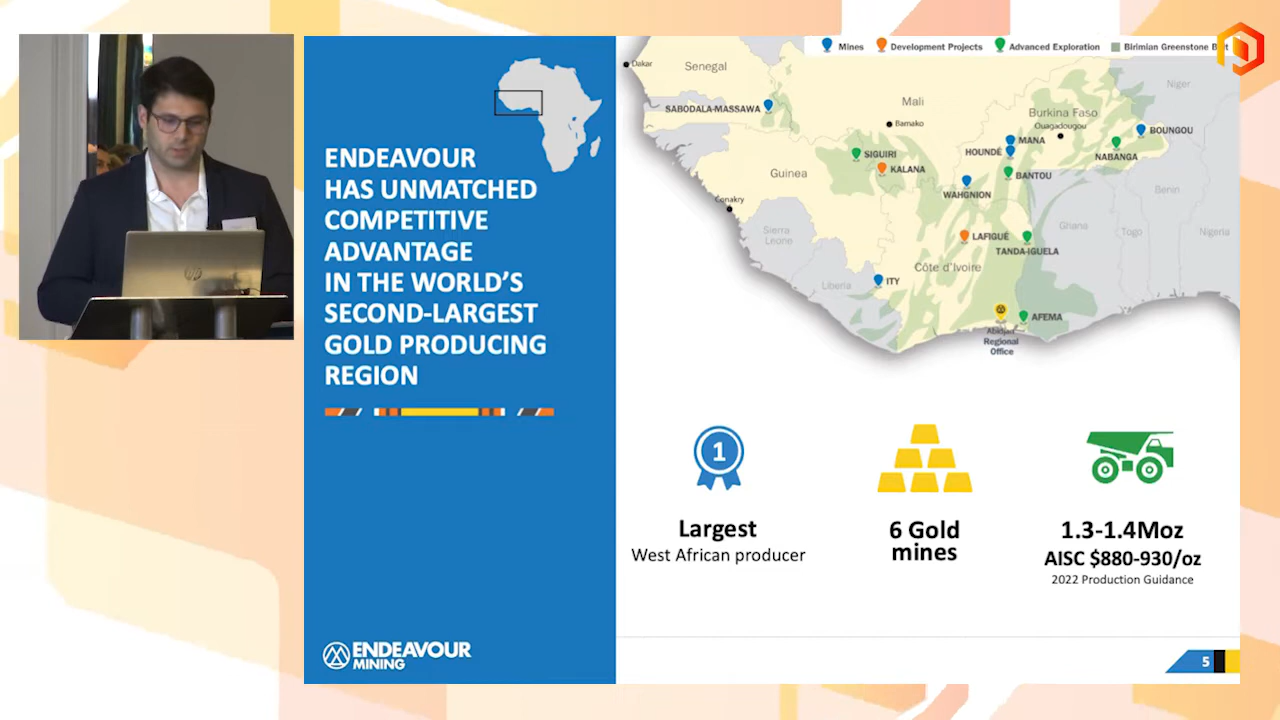 ENDEAVOUR
HAS UNMATCHED
COMPETITIVE
ADVANTAGE
IN THE WORLD'S
SECOND-LARGEST
GOLD PRODUCING
REGION
ENDEAVOUR
MINING
Mines
Development Projects
Advanced Exploration
Birimian Greenstone
Dakar
Senegal
SABODALA-MASSAWA
Mali
Bamako
Niger
Burkina Faso
Ouagadougou
BOUNGOU
MANA
HOUNDÉ
NABANGA
SIGUIRI
KALANA
Guinea
BANTOU
WAHGNION
Conakry
Benin
Sierra
Leone
LAFIGUÉ
TANDA-IGUELA
Ghana
Togo
Nigeria
Côte d'Ivoire
Liberia
ITY
AFEMA
Abidjan
Regional
Office
1
Largest
West African producer
6 Gold
mines
1.3-1.4Moz
AISC $880-930/oz
2022 Production Guidance
5
hp